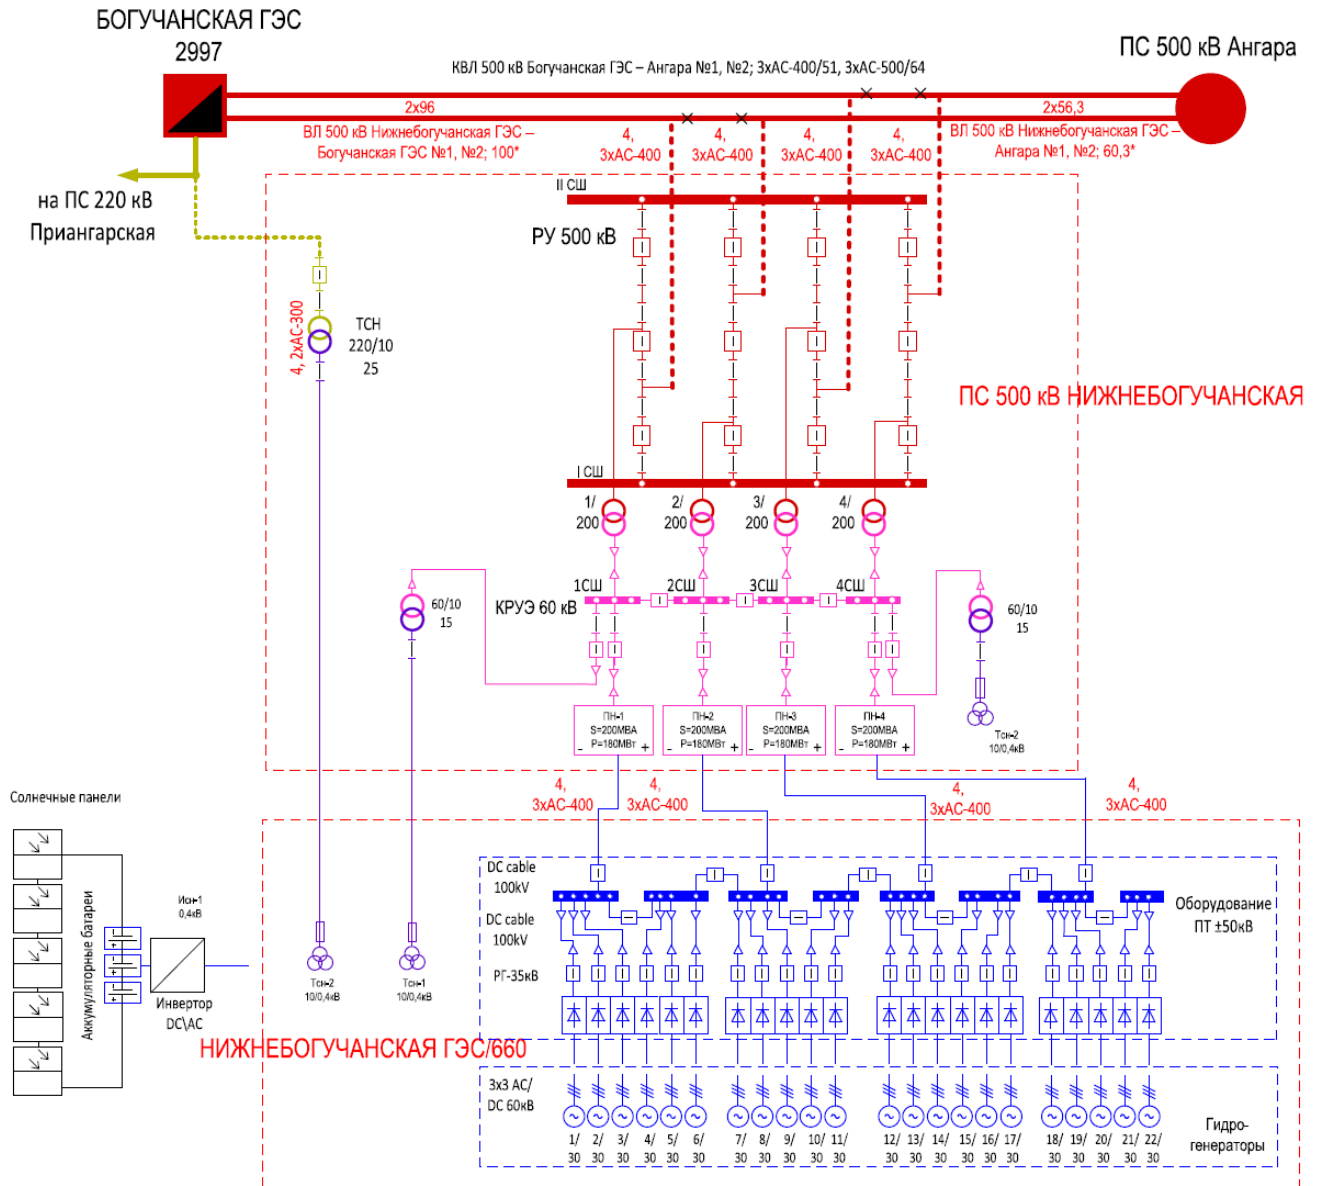 БОГУЧАНСКАЯ ГЭС
2997
ПС 500 кВ Ангара
КВЛ 500 кВ Богучанская ГЭС – Ангара №1, №2; 3хАС-400/51, 3хАС-500/64
2х96
2х56,3
ВЛ 500 кВ Нижнебогучанская ГЭС –
Богучанская ГЭС №1, №2; 100*
4,
3хАС-400
4,
3хАС-400
4,
3хАС-400
4,
3хАС-400
ВЛ 500 кВ Нижнебогучанская ГЭС –
Ангара №1, №2; 60,3*
на ПС 220 кВ
Приангарская
II СШ
РУ 500 кВ
4, 2хАС-300
ТСН
220/10
25
ПС 500 кВ НИЖНЕБОГУЧАНСКАЯ
I СШ
1/
200
2/
200
3/
200
4/
200
1СШ
2СШ
3СШ
4СШ
КРУЭ 60 кВ
60/10
15
60/10
15
ПН-1
S=200МВА
P=180МВт
- +
ПН-2
S=200МВА
P=180МВт
- +
ПН-3
S=200МВА
P=180МВт
- +
ПН-4
S=200МВА
P=180МВт
- +
Тсн-2
10/0,4кВ
4,
3хАС-400
4,
3хАС-400
4,
3хАС-400
4,
3хАС-400
Солнечные панели
Аккумуляторные батареи
Исн-1
0,4кВ
Инвертор
DC\AC
Тсн-2
10/0,4кВ
Тсн-1
10/0,4кВ
DC cable
100kV
DC cable
100kV
РГ-35кВ
Оборудование
ПТ ±50кВ
НИЖНЕБОГУЧАНСКАЯ ГЭС/660
3х3 АС/
DC 60кВ
1/
30
2/
30
3/
30
4/
30
5/
30
6/
30
7/
30
8/
30
9/
30
10/
30
11/
30
12/
30
13/
30
14/
30
15/
30
16/
30
17/
30
18/
30
19/
30
20/
30
21/
30
22/
30
Гидро-
генераторы